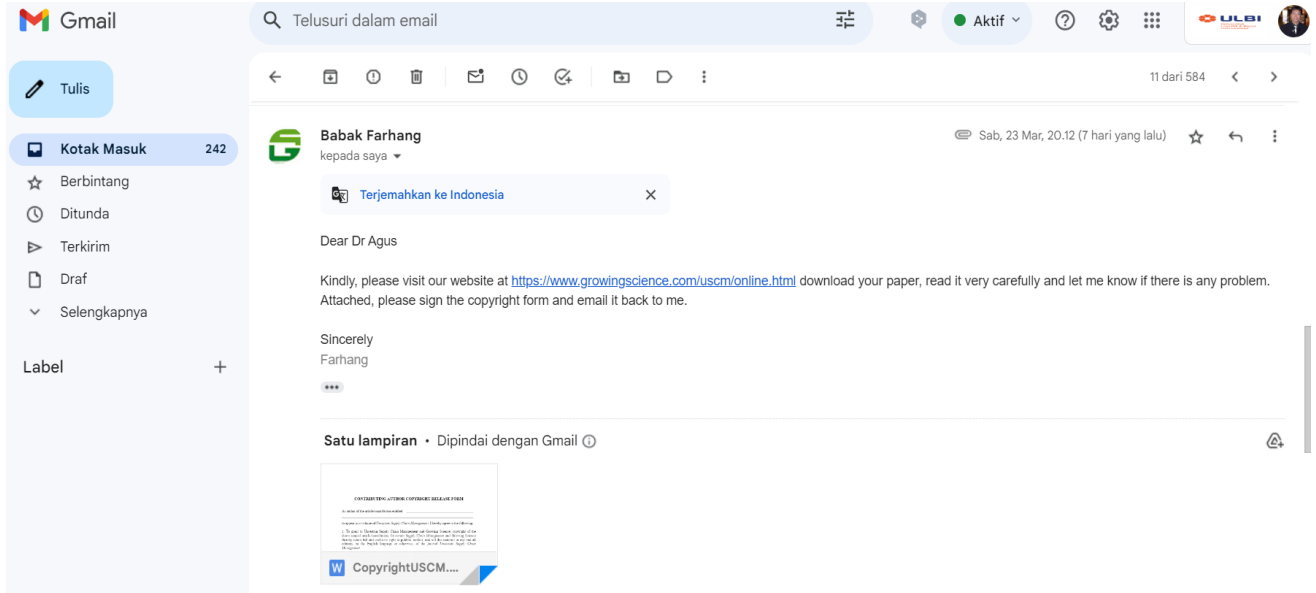 Gmail
Telusuri dalam email
Aktif
ULBI
Tulis
11 dari 584
Kotak Masuk 242
Berbintang
Ditunda
Terkirim
Draf
Selengkapnya
Label
Babak Farhang
Sab, 23 Mar, 20.12 (7 hari yang lalu)
kepada saya
Terjemahkan ke Indonesia
Dear Dr Agus
Kindly, please visit our website at https://www.growingscience.com/uscm/online.html download your paper, read it very carefully and let me know if there is any problem.
Attached, please sign the copyright form and email it back to me.
Sincerely
Farhang
Satu lampiran • Dipindai dengan Gmail
CONTRIBUTING AUTHOR COPYRIGHT RELEASE FORM
W CopyrightUSCM....